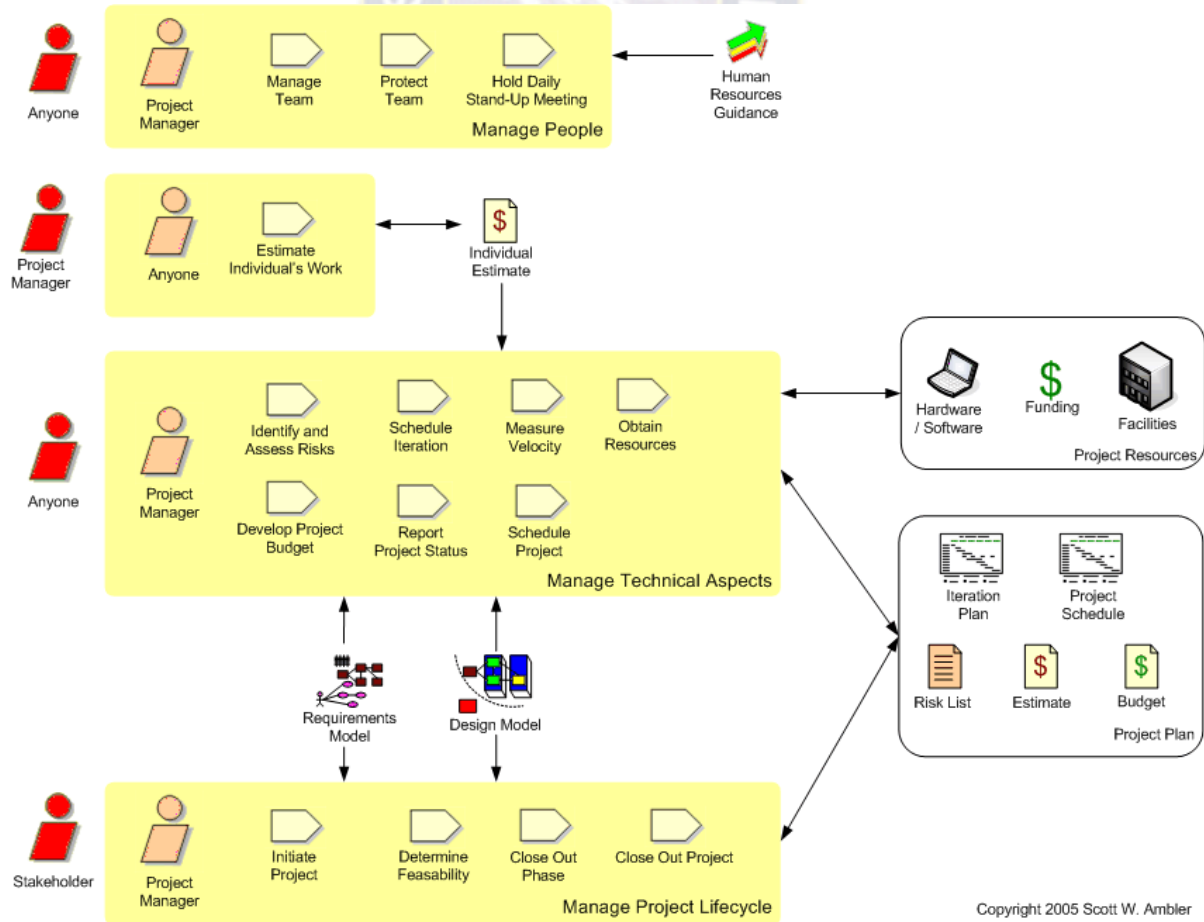 Anyone
Project
Manager
Manage
Team
Protect
Team
Hold Daily
Stand-Up Meeting
Manage People
Human
Resources
Guidance
Project
Manager
Anyone
Estimate
Individual's Work
$
Individual
Estimate
Anyone
Project
Manager
Identify and
Assess Risks
Schedule
Iteration
Measure
Velocity
Obtain
Resources
Develop Project
Budget
Report
Project Status
Schedule
Project
Manage Technical Aspects
Hardware
/ Software
$
Funding
Facilities
Project Resources
Iteration
Plan
Project
Schedule
Risk List
$
Estimate
$
Budget
Project Plan
Requirements
Model
Design Model
Stakeholder
Project
Manager
Initiate
Project
Determine
Feasability
Close Out
Phase
Close Out Project
Manage Project Lifecycle
Copyright 2005 Scott W. Ambler